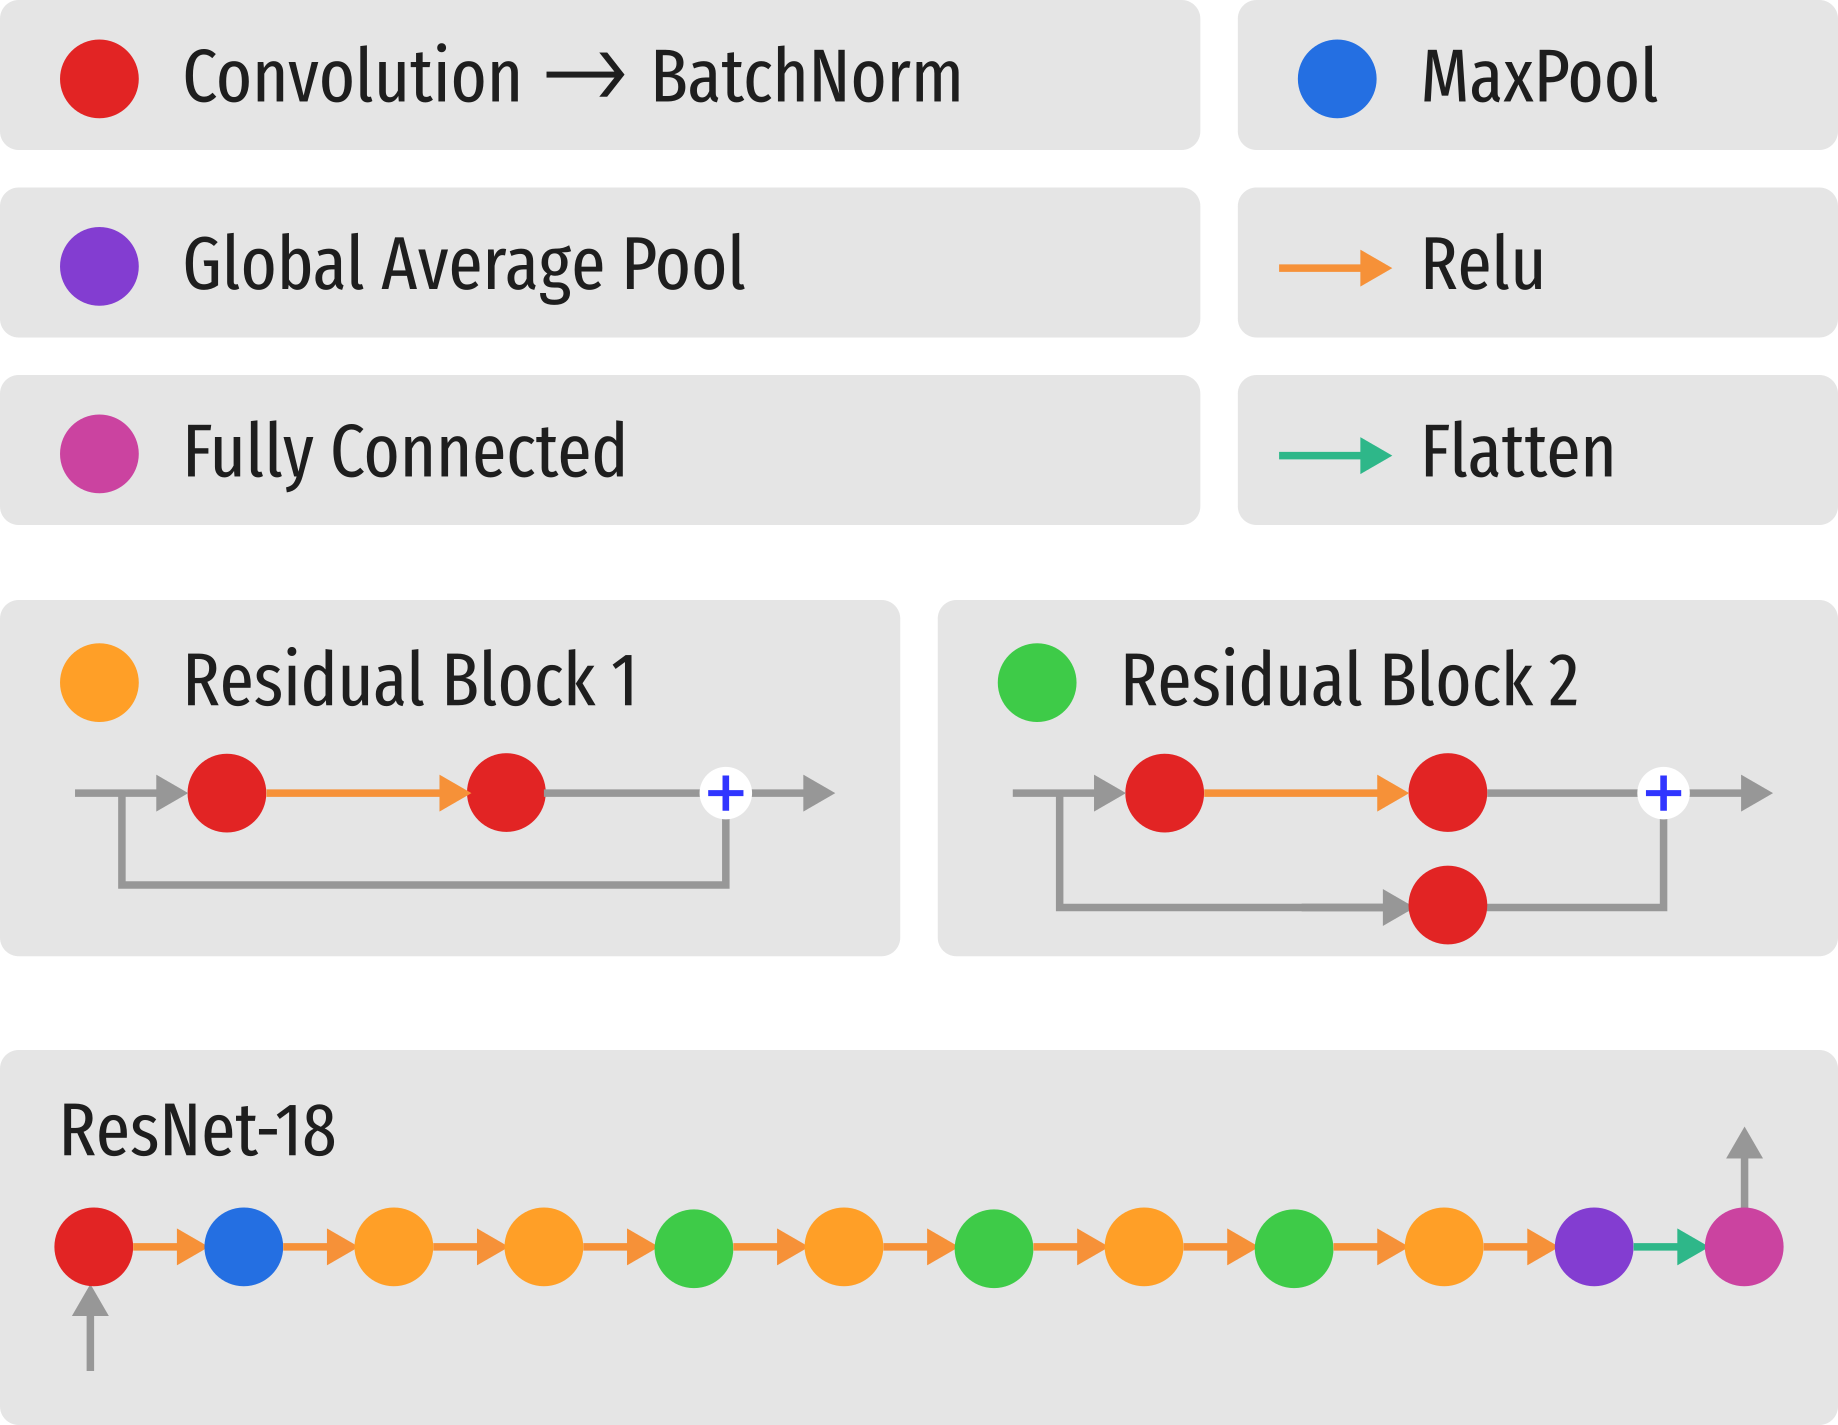 Convolution → BatchNorm
MaxPool
Global Average Pool
Relu
Fully Connected
Flatten
Residual Block 1
Residual Block 2
+
+
ResNet-18